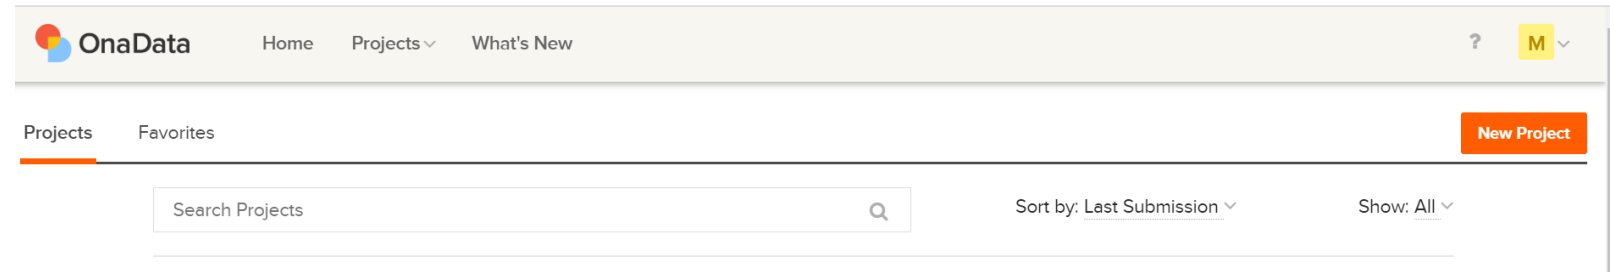 OnaData Home Projects What's New ? M
Projects Favorites New Project
Search Projects Sort by: Last Submission Show: All